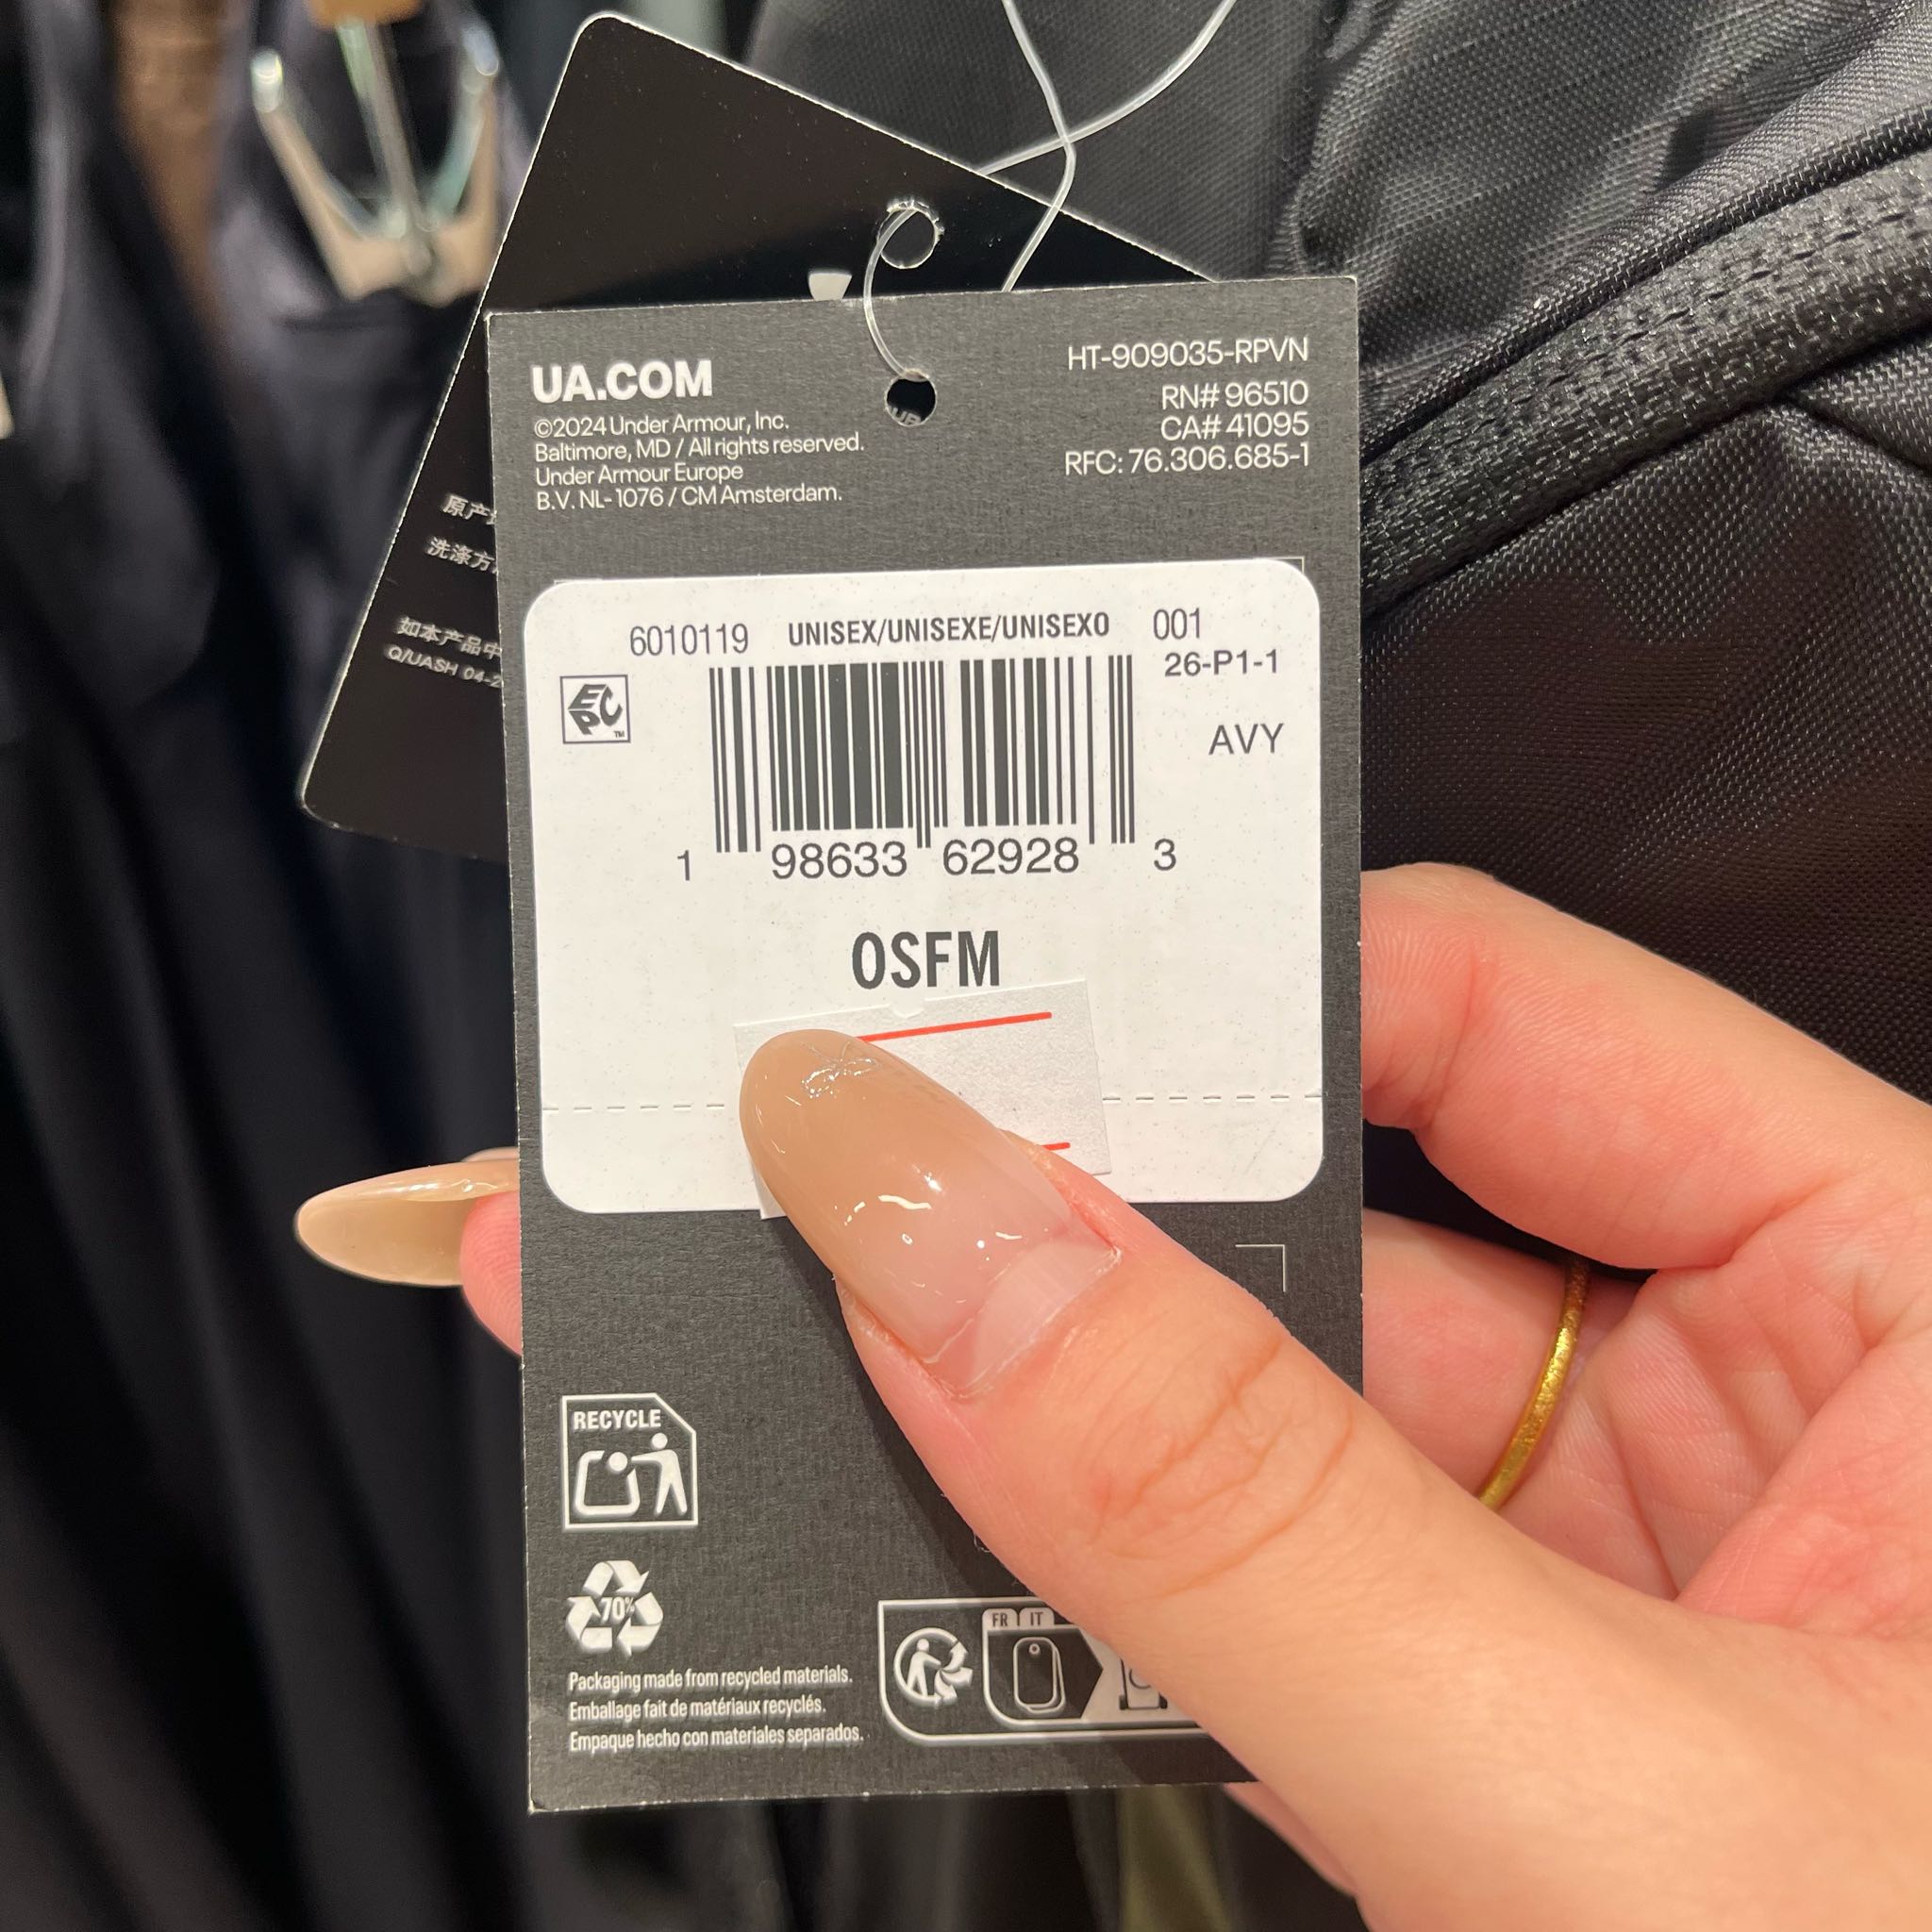 UA.COM
©2024 Under Armour, Inc.
Baltimore, MD / All rights reserved.
Under Armour Europe
B.V. NL-1076 / CM Amsterdam.
HT-909035-RPVN
RN# 96510
CA# 41095
RFC: 76.306.685-1
原产
洗涤方
如本产品中
Q/UASH 04-2
6010119 UNISEX/UNISEXE/UNISEXO 001
26-P1-1
EPC TM
AVY
1 98633 62928 3
OSFM
RECYCLE
70%
FR IT
Packaging made from recycled materials.
Emballage fait de matériaux recyclés.
Empaque hecho con materiales separados.